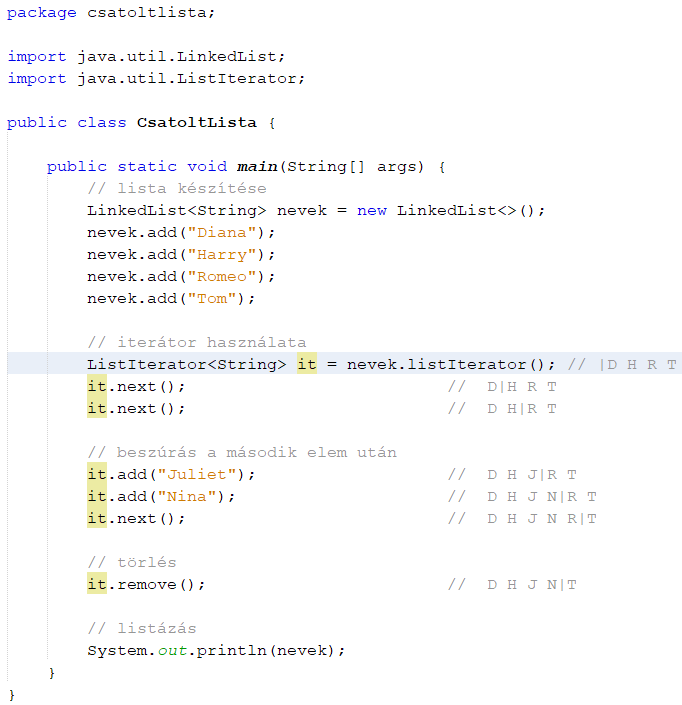 package csatoltlista;
import java.util.LinkedList;
import java.util.ListIterator;
public class CsatoltLista {
public static void main(String[] args) {
// lista készítése
LinkedList<String> nevek = new LinkedList<>();
nevek.add("Diana");
nevek.add("Harry");
nevek.add("Romeo");
nevek.add("Tom");
// iterátor használata
ListIterator<String> it = nevek.listIterator(); // |D H R T
it.next(); // D|H R T
it.next(); // D H|R T
// beszúrás a második elem után
it.add("Juliet"); // D H J|R T
it.add("Nina"); // D H J N|R T
it.next(); // D H J N R|T
// törlés
it.remove(); // D H J N|T
// listázás
System.out.println(nevek);
}
}